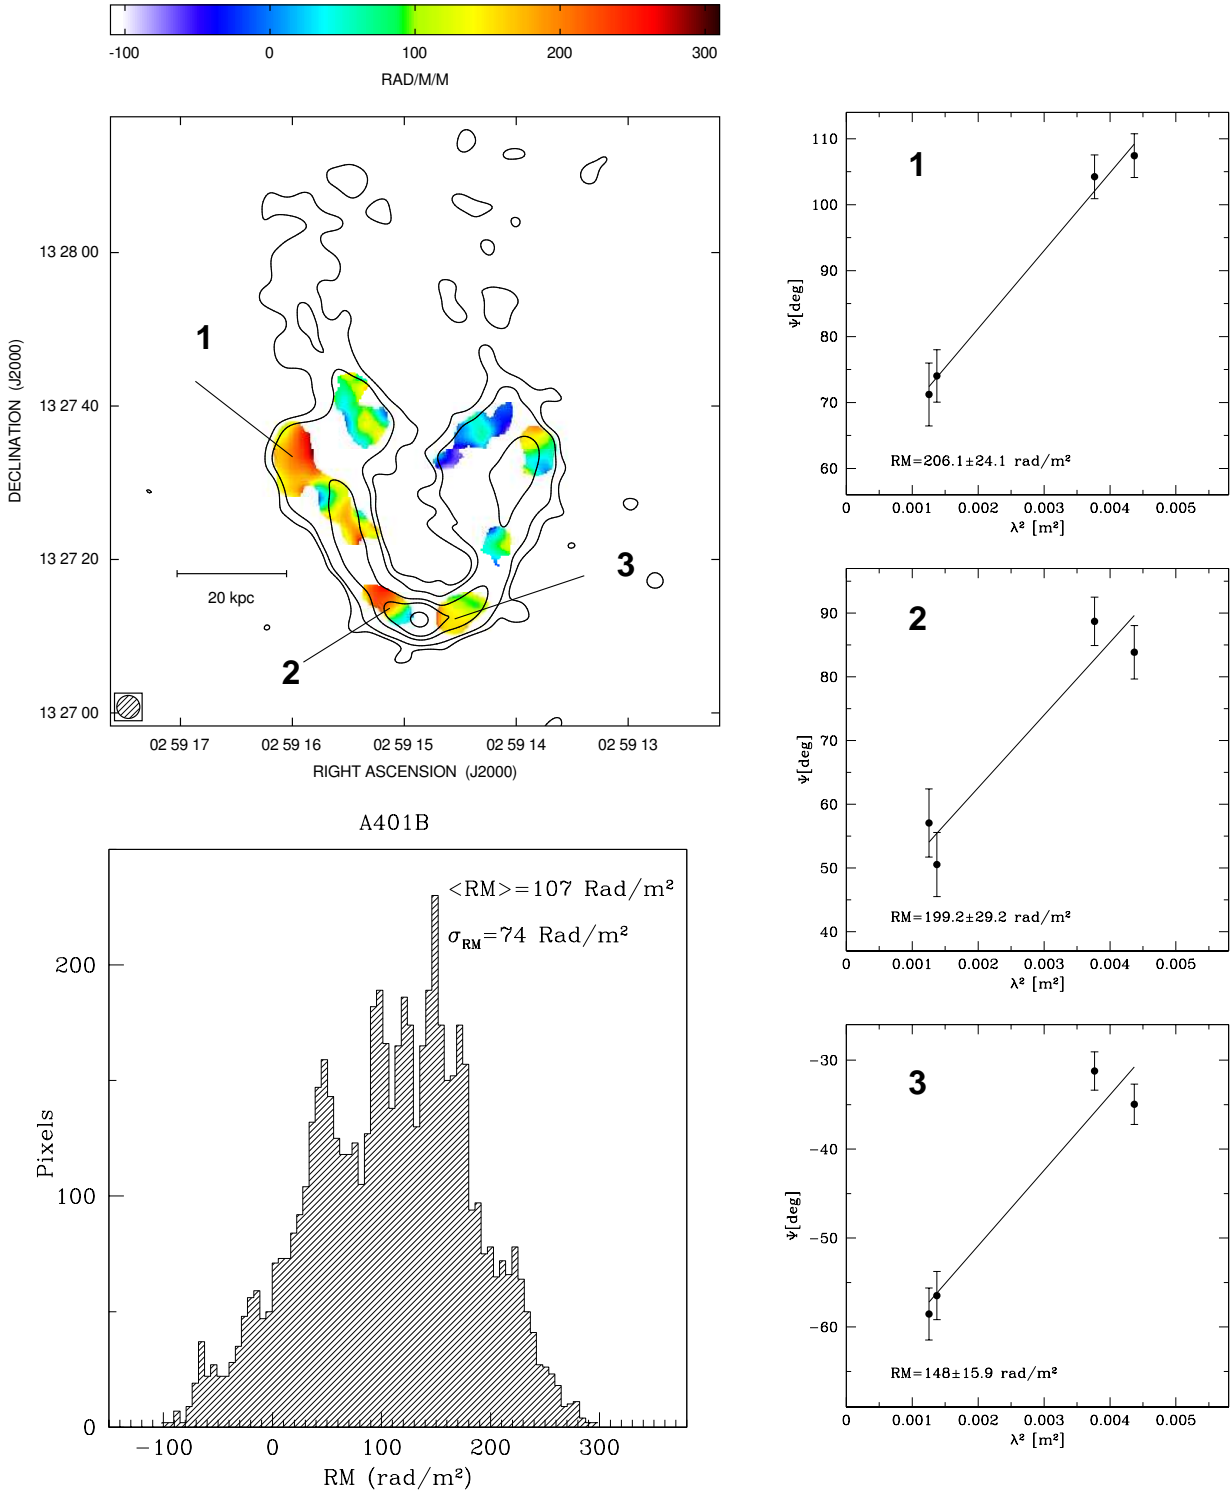 -100 0 100 200 300
RAD/M/M
DECLINATION (J2000)
13 28 00
13 27 40
13 27 20
13 27 00
1
2
3
20 kpc
02 59 17 02 59 16 02 59 15 02 59 14 02 59 13
RIGHT ASCENSION (J2000)
A401B
<RM>=107 Rad/m²
σRM=74 Rad/m²
Pixels
200
100
0
−100 0 100 200 300
RM (rad/m²)
1
Ψ[deg]
110
100
90
80
70
60
RM=206.1±24.1 rad/m²
0 0.001 0.002 0.003 0.004 0.005
λ² [m²]
2
Ψ[deg]
90
80
70
60
50
40
RM=199.2±29.2 rad/m²
0 0.001 0.002 0.003 0.004 0.005
λ² [m²]
3
Ψ[deg]
−30
−40
−50
−60
RM=148±15.9 rad/m²
0 0.001 0.002 0.003 0.004 0.005
λ² [m²]